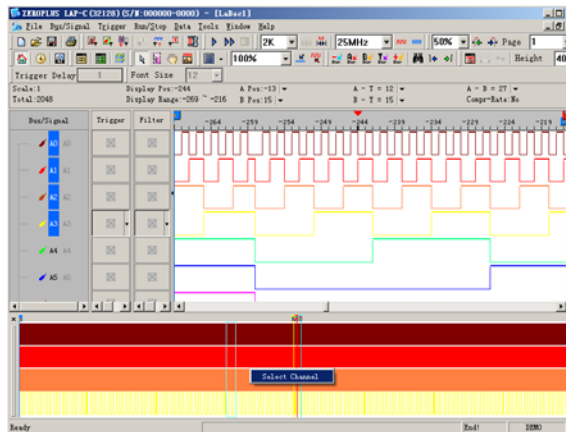 ZEROPLUS LAP-C(32128)(S/N:000000-0000) - [LaDoc1]
File Bus/Signal Trigger Run/Stop Data Tools Window Help
2K 25MHz 50% Page 1
100% Height 40
Trigger Delay 1 Font Size 12
Scale:1 Display Pos:-244 A Pos:-13 A - T = 12 A - B = 27
Total:2048 Display Range:-269 ~ -216 B Pos:15 B - T = 15 Compr-Rate:No
Bus/Signal Trigger Filter -264 -259 -254 -249 -244 -239 -234 -229 -224 -219
A0 A0
A1 A1
A2 A2
A3 A3
A4 A4
A5 A5
Select Channel
Ready End! DEMO